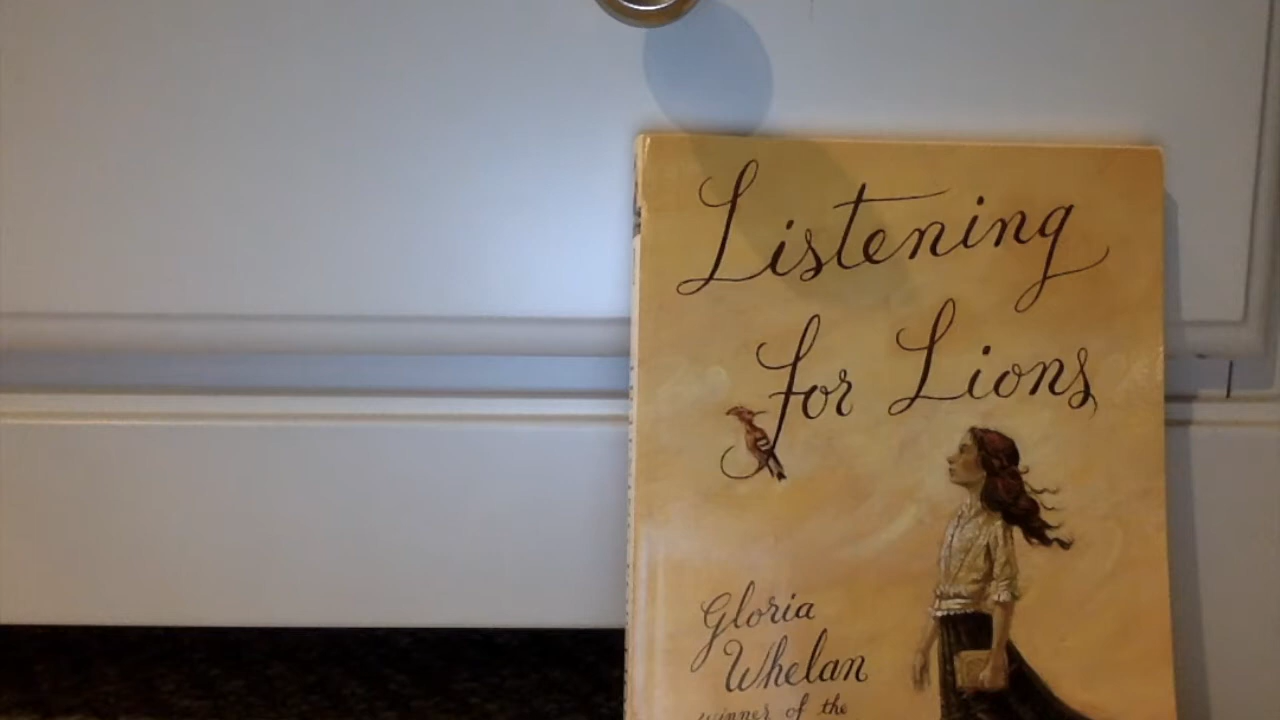 Listening
for Lions
Gloria
Whelan
winner of the